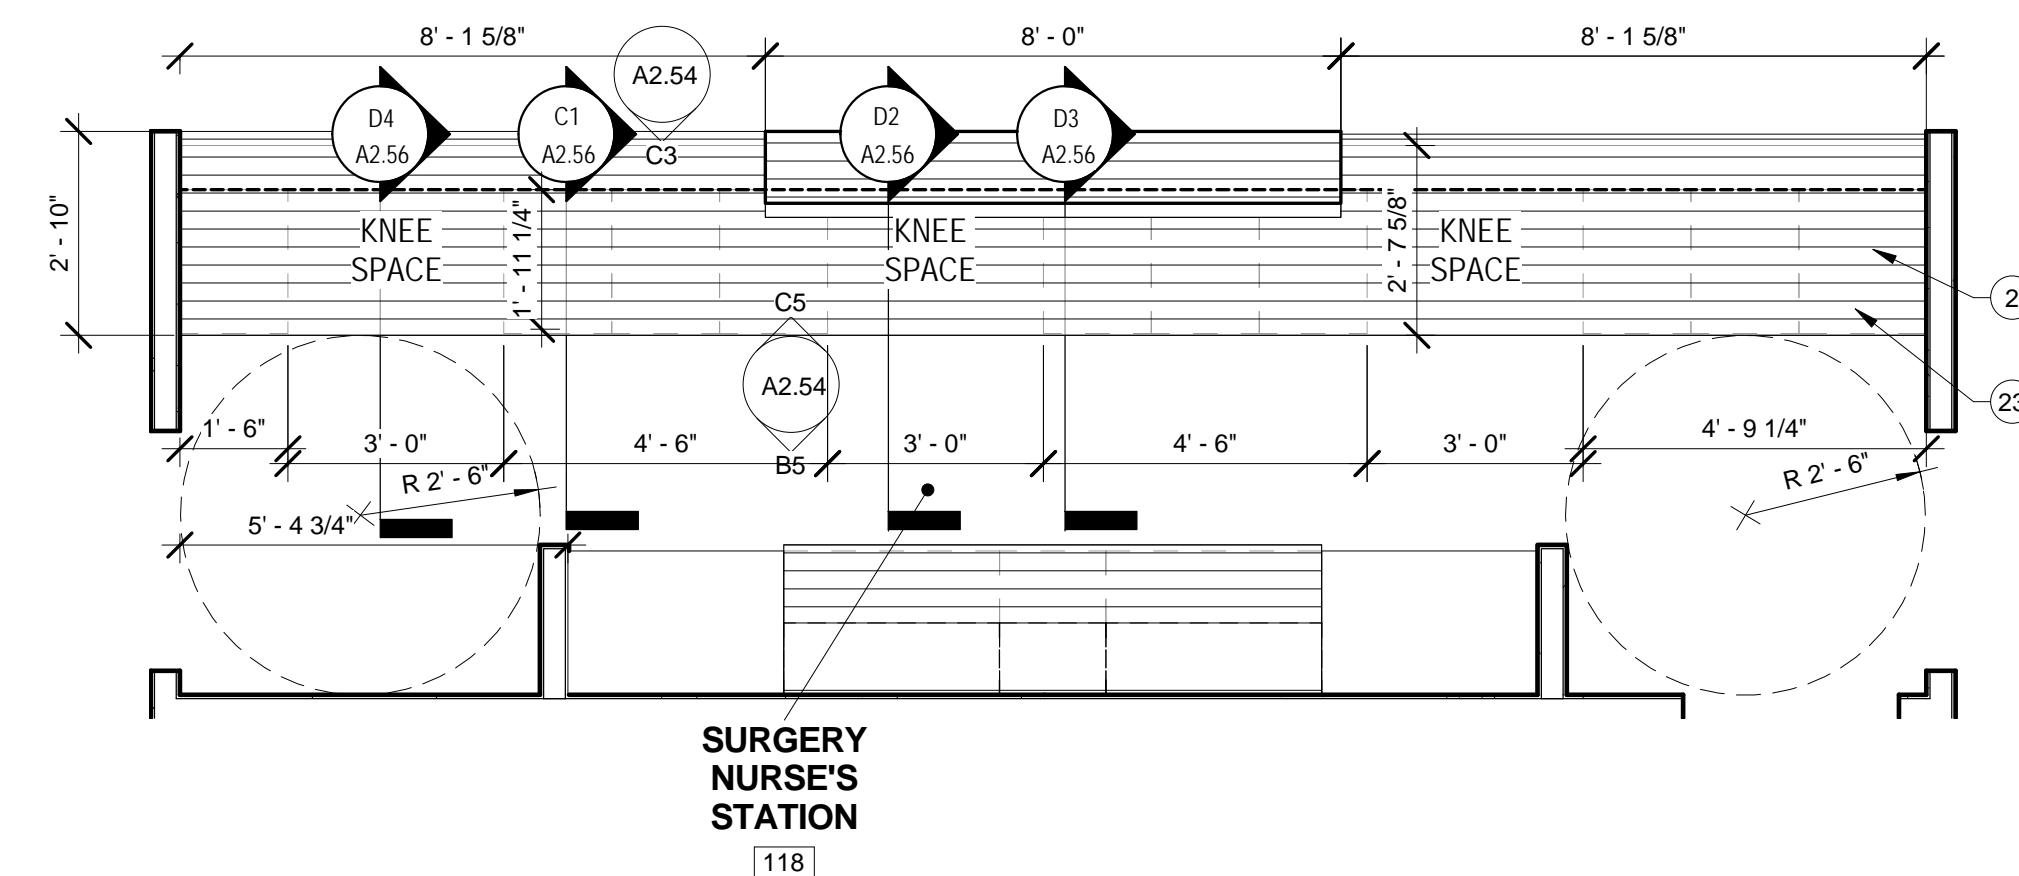 8' - 1 5/8"
8' - 0"
8' - 1 5/8"
A2.54
C3
D4
A2.56
C1
A2.56
D2
A2.56
D3
A2.56
2' - 10"
KNEE
SPACE
1' - 11 1/4"
KNEE
SPACE
2' - 7 5/8"
KNEE
SPACE
2
C5
A2.54
B5
23
1' - 6"
3' - 0"
4' - 6"
3' - 0"
4' - 6"
3' - 0"
4' - 9 1/4"
R 2' - 6"
R 2' - 6"
5' - 4 3/4"
SURGERY
NURSE'S
STATION
118